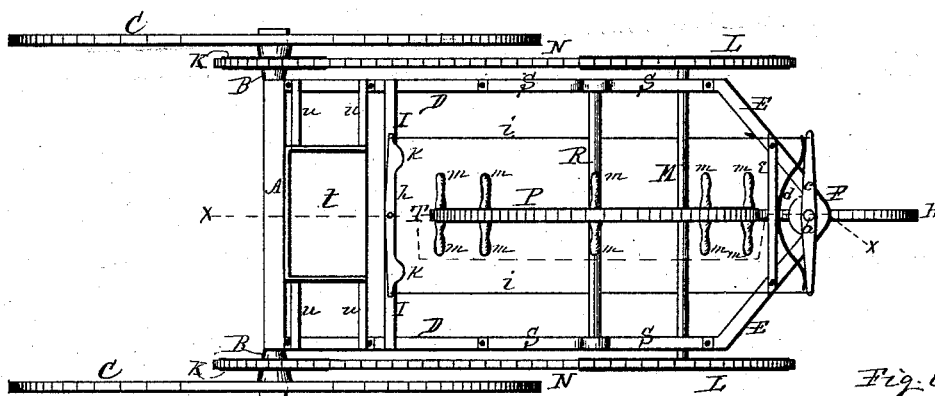 C
K N L
B
u u D S S E
I i
k
m m m R m m
A t h P M E d c P F
X T b
m m m m m X
k
u u I i
D S S E
B
K N L
C
Fig.